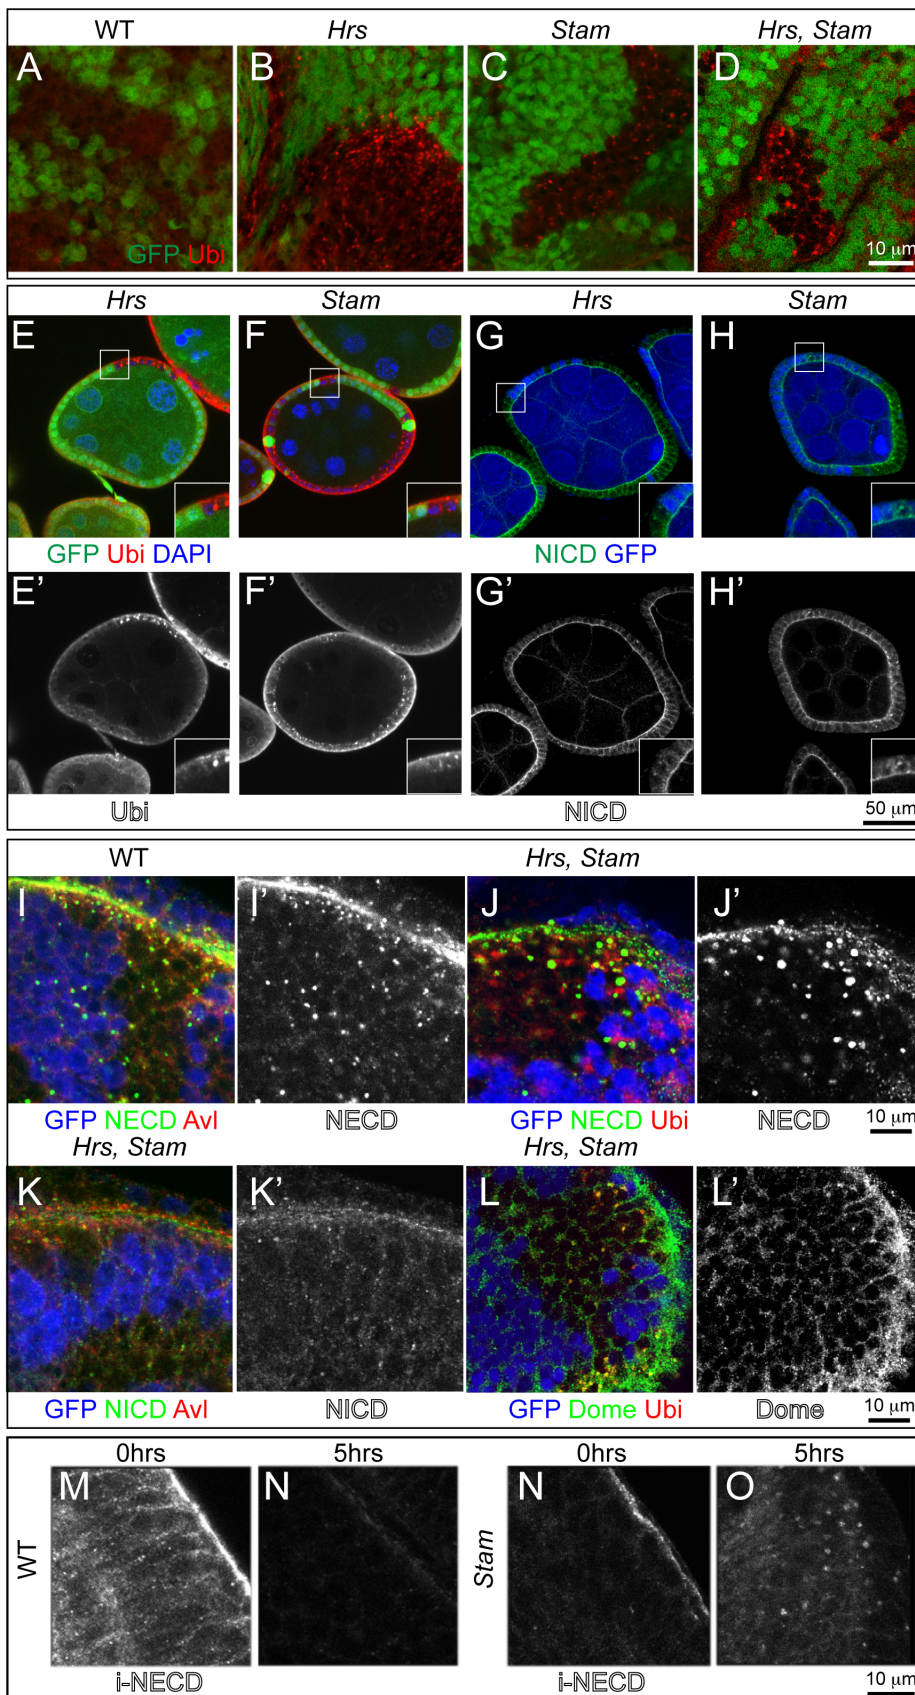 WT Hrs Stam Hrs, Stam
A B C D
GFP Ubi
10 μm
Hrs Stam Hrs Stam
E F G H
GFP Ubi DAPI NICD GFP
E’ F’ G’ H’
Ubi NICD
50 μm
WT Hrs, Stam
I I’ J J’
GFP NECD Avl NECD GFP NECD Ubi NECD 10 μm
Hrs, Stam Hrs, Stam
K K’ L L’
GFP NICD Avl NICD GFP Dome Ubi Dome 10 μm
0hrs 5hrs 0hrs 5hrs
M N N O
WT Stam
i-NECD i-NECD
10 μm